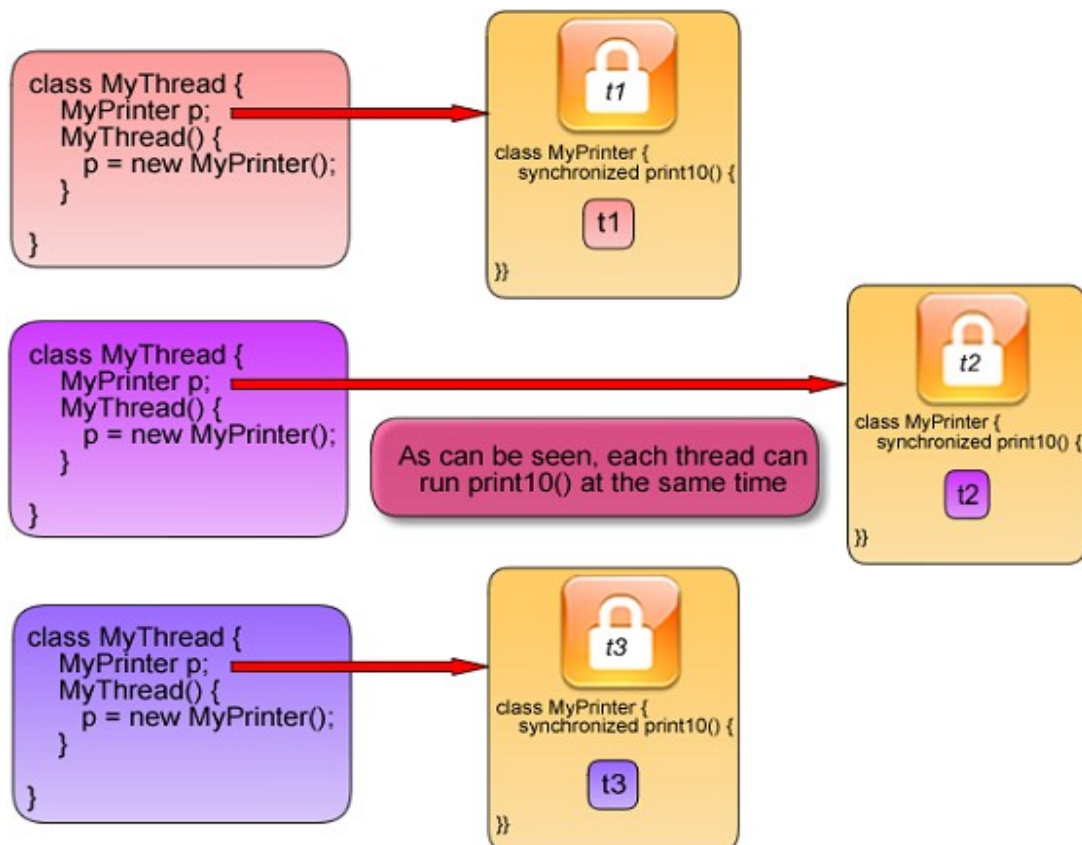 class MyThread {
MyPrinter p;
MyThread() {
p = new MyPrinter();
}
}
t1
class MyPrinter {
synchronized print10() {
t1
}}
class MyThread {
MyPrinter p;
MyThread() {
p = new MyPrinter();
}
}
t2
class MyPrinter {
synchronized print10() {
t2
}}
As can be seen, each thread can
run print10() at the same time
class MyThread {
MyPrinter p;
MyThread() {
p = new MyPrinter();
}
}
t3
class MyPrinter {
synchronized print10() {
t3
}}